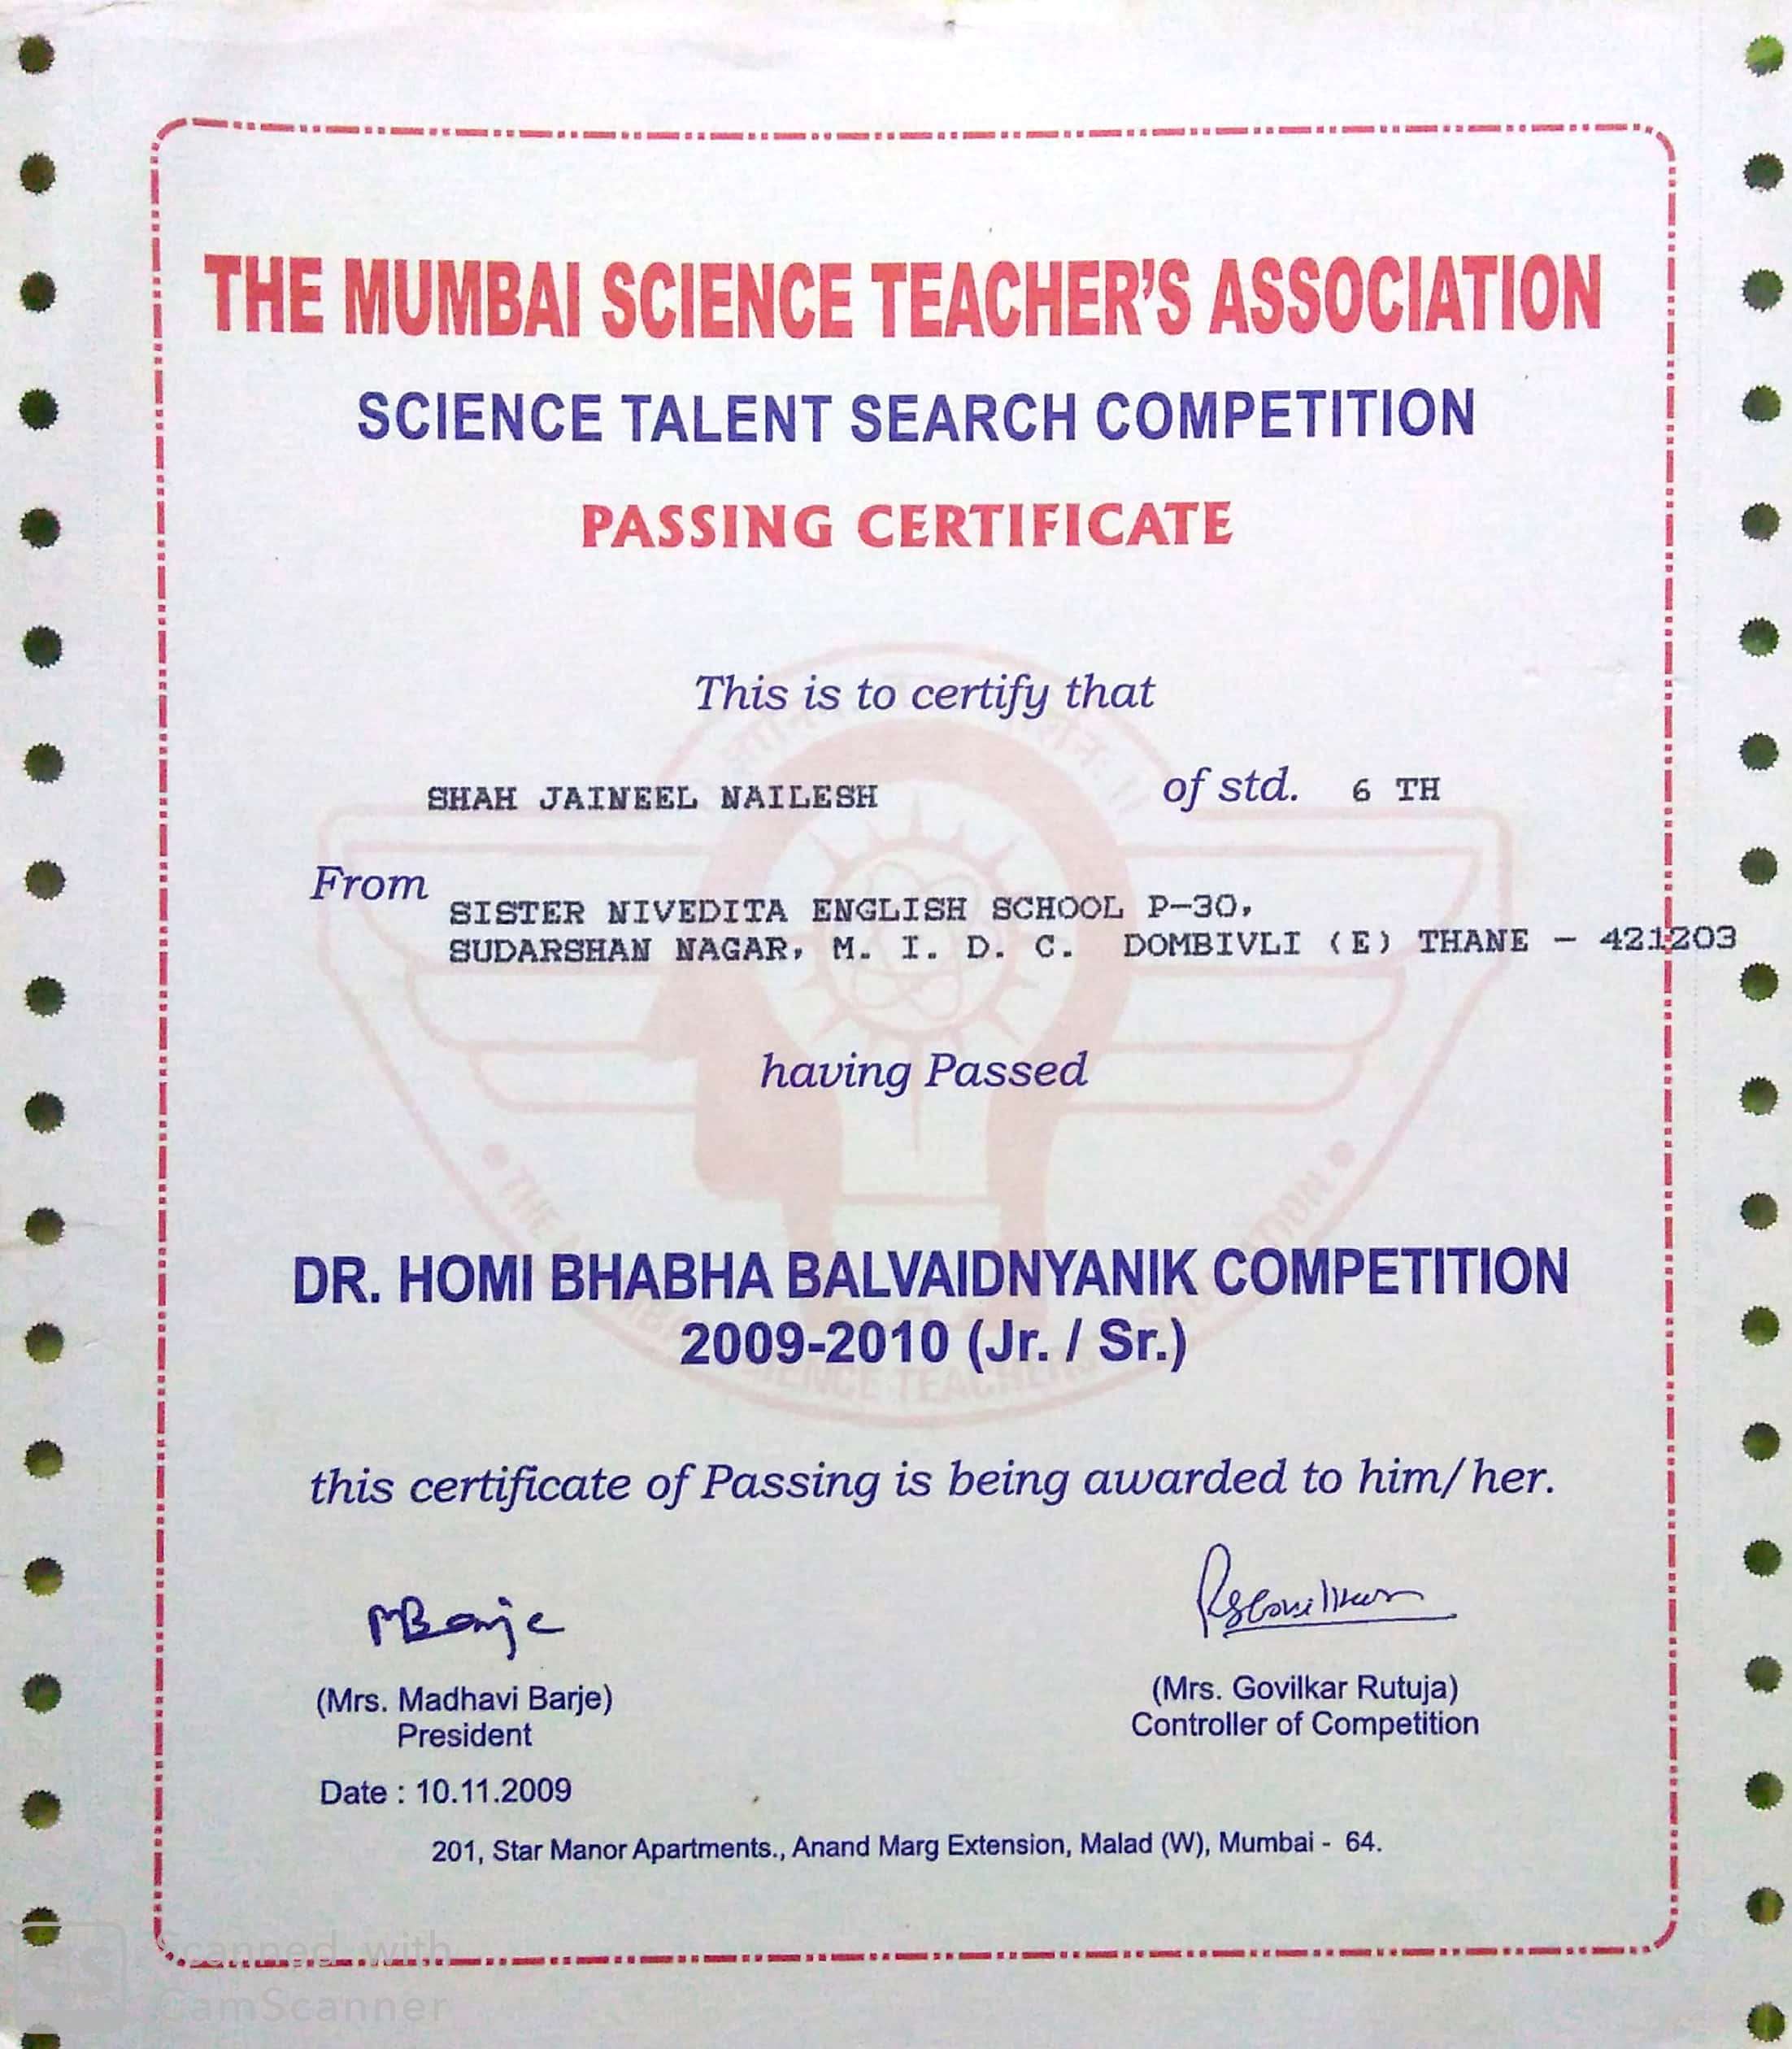 THE MUMBAI SCIENCE TEACHER'S ASSOCIATION
SCIENCE TALENT SEARCH COMPETITION
PASSING CERTIFICATE
This is to certify that
SHAH JAINEEL NAILESH of std. 6 TH
From SISTER NIVEDITA ENGLISH SCHOOL P-30,
SUDARSHAN NAGAR, M. I. D. C. DOMBIVLI (E) THANE - 421203
having Passed
DR. HOMI BHABHA BALVAIDNYANIK COMPETITION
2009-2010 (Jr. / Sr.)
this certificate of Passing is being awarded to him/her.
MBarje
(Mrs. Madhavi Barje) (Mrs. Govilkar Rutuja)
President Controller of Competition
Date : 10.11.2009
201, Star Manor Apartments., Anand Marg Extension, Malad (W), Mumbai - 64.
Scanned with
CamScanner